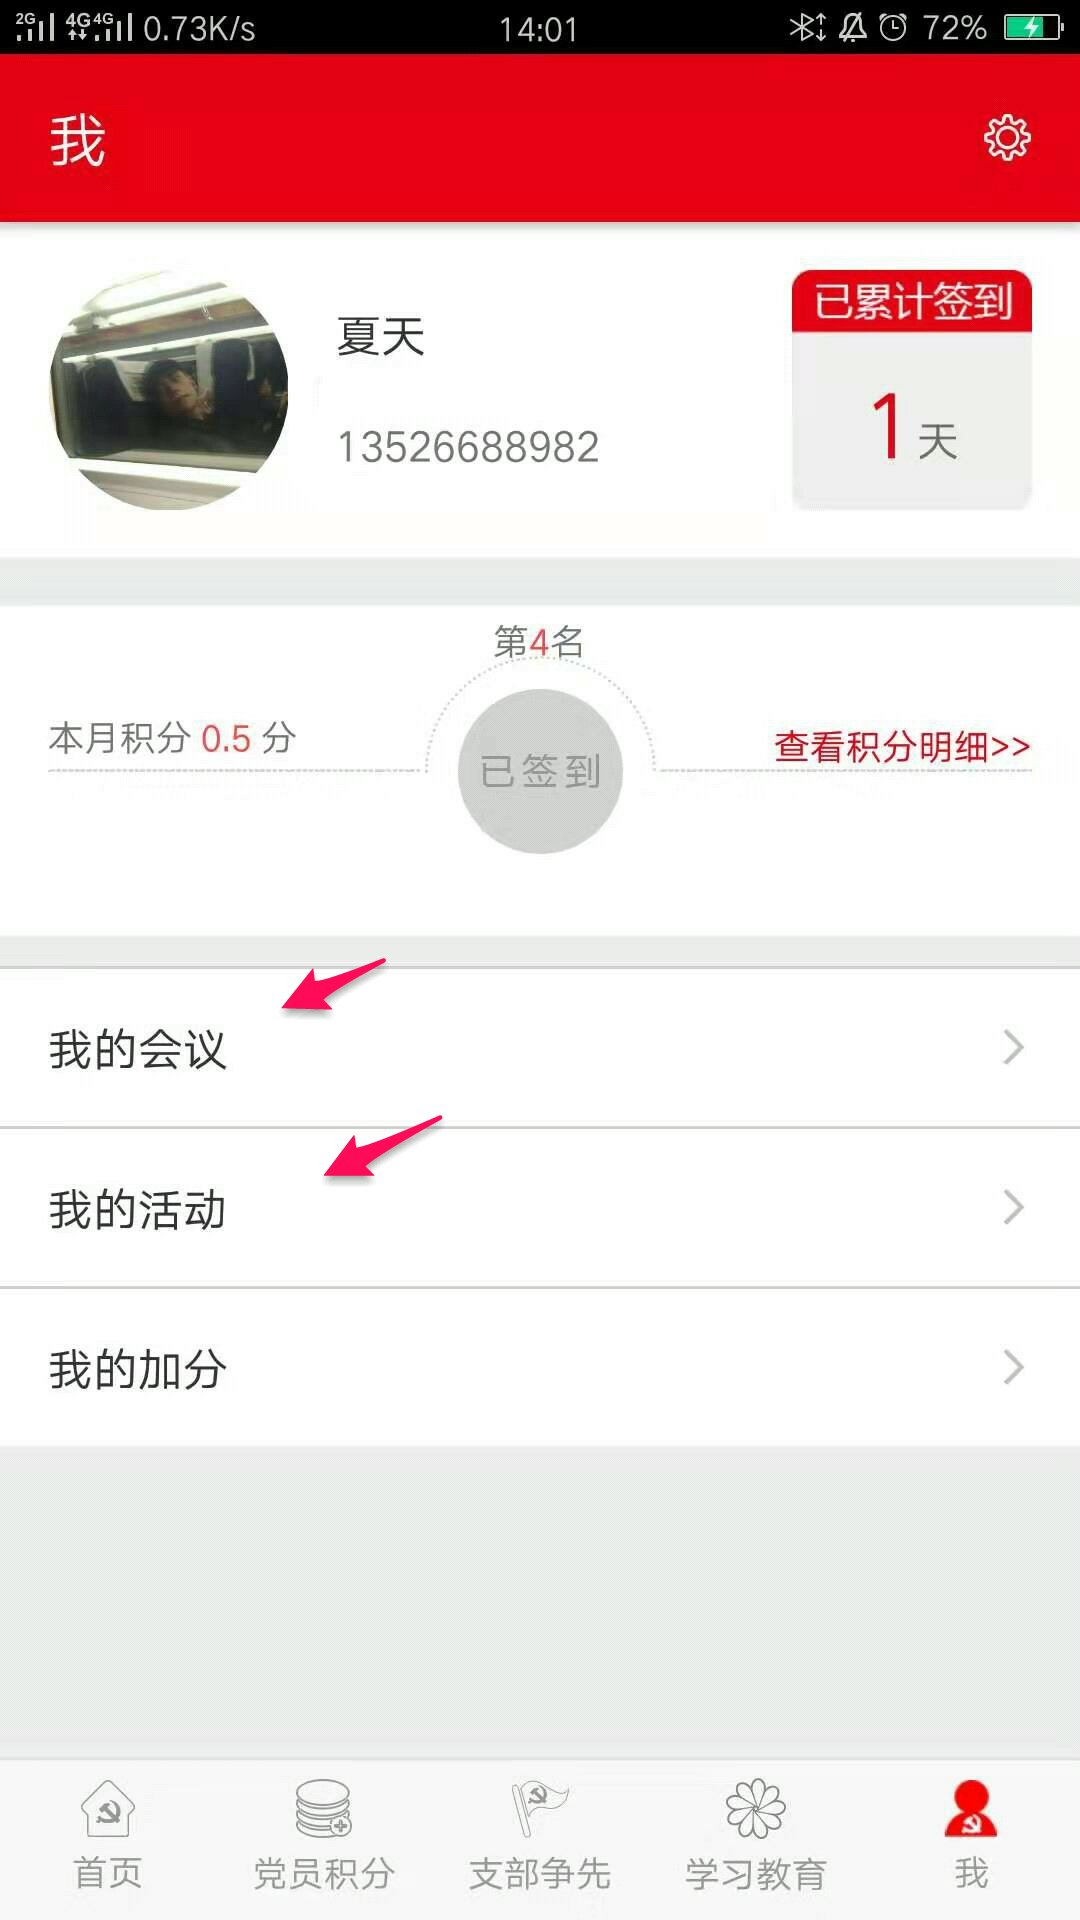 2G 4G 4G 0.73K/s 14:01 72%
我
已累计签到
夏天
1天
13526688982
第4名
本月积分 0.5 分
查看积分明细>>
已签到
我的会议
我的活动
我的加分
首页 党员积分 支部争先 学习教育 我